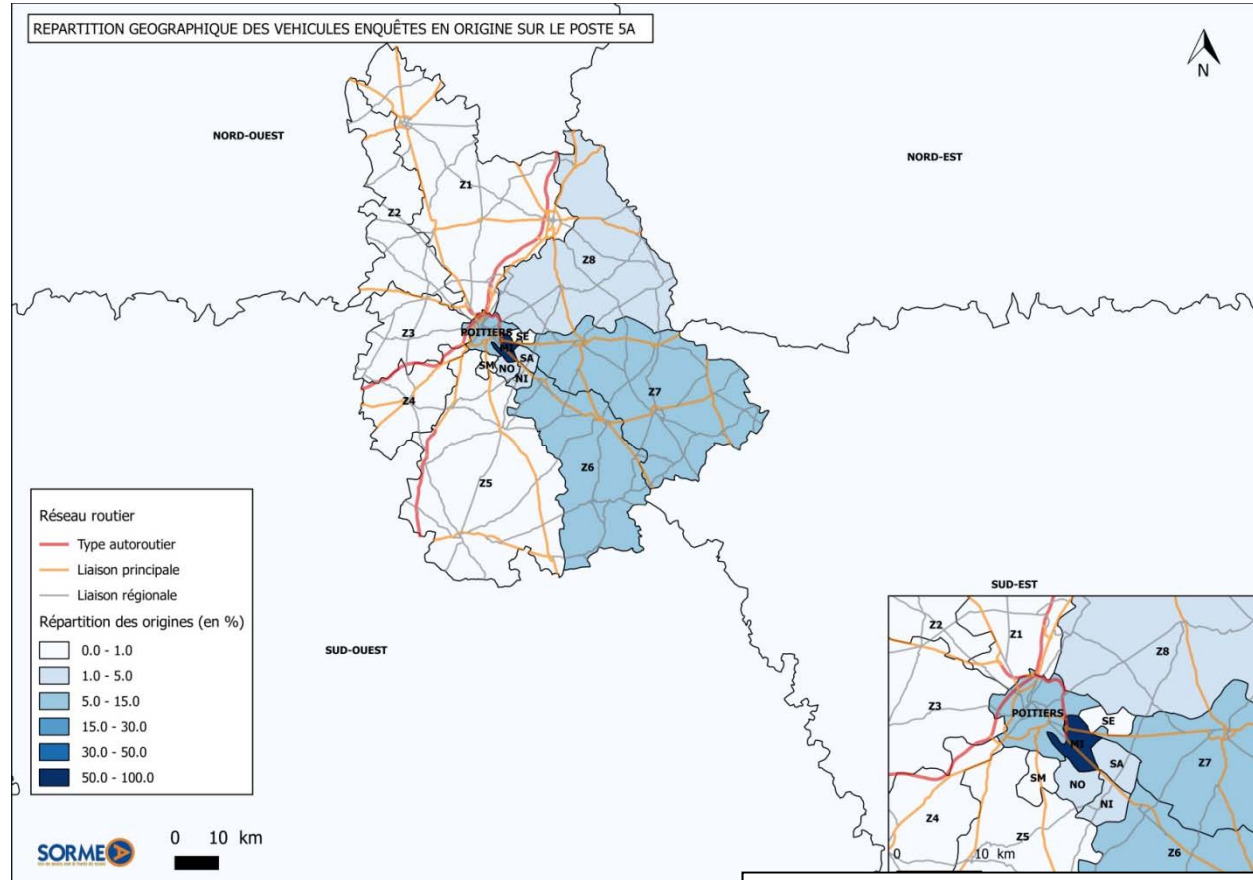 REPARTITION GEOGRAPHIQUE DES VEHICULES ENQUÊTES EN ORIGINE SUR LE POSTE 5A
N
NORD-OUEST
NORD-EST
Z1
Z2
Z8
Z3
POITIERS
SE
MI
SA
SM
NO
NI
Z4
Z7
Z6
Z5
SUD-OUEST
SUD-EST
Réseau routier
Type autoroutier
Liaison principale
Liaison régionale
Répartition des origines (en %)
0.0 - 1.0
1.0 - 5.0
5.0 - 15.0
15.0 - 30.0
30.0 - 50.0
50.0 - 100.0
SORMEA
0 10 km
Z2
Z1
Z8
Z3
POITIERS
SE
MI
SA
SM
NO
Z7
NI
Z4
Z5
Z6
0 10 km